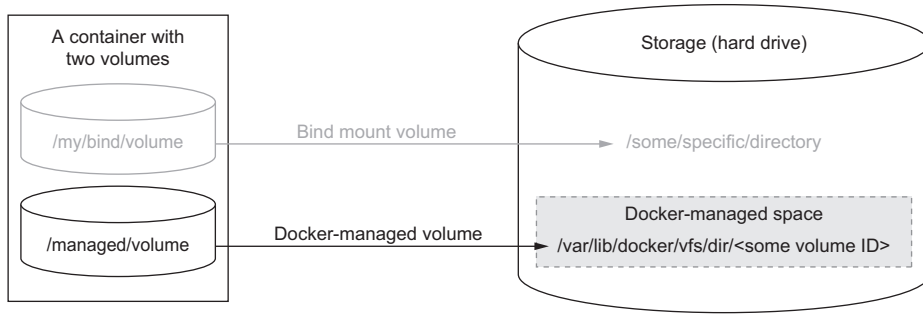 A container with
two volumes
Storage (hard drive)
/my/bind/volume
Bind mount volume
/some/specific/directory
Docker-managed space
/managed/volume
Docker-managed volume
/var/lib/docker/vfs/dir/<some volume ID>